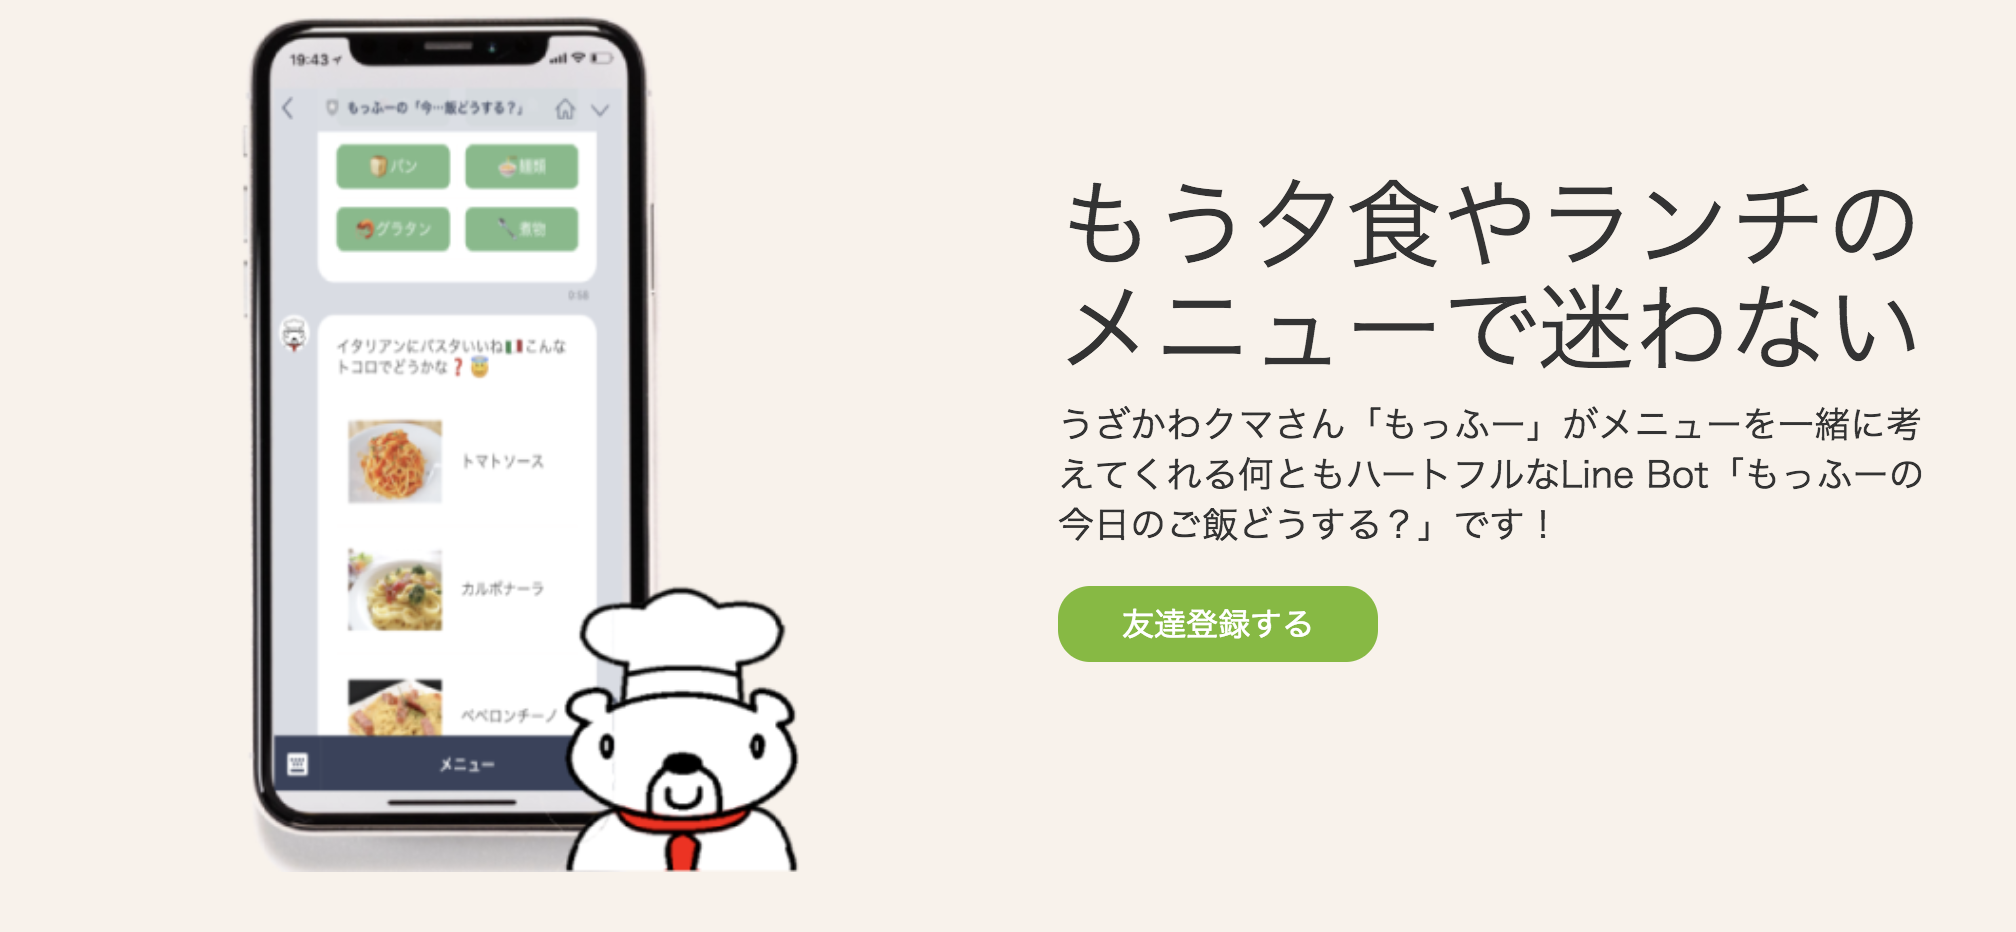 19:43
もっふーの「今…飯どうする？」
パン
麺類
グラタン
煮物
0:58
イタリアンにパスタいいね🇮🇹こんな
トコロでどうかな❓😇
トマトソース
カルボナーラ
ペペロンチーノ
メニュー
もう夕食やランチの
メニューで迷わない
うざかわクマさん「もっふー」がメニューを一緒に考
えてくれる何ともハートフルなLine Bot「もっふーの
今日のご飯どうする？」です！
友達登録する